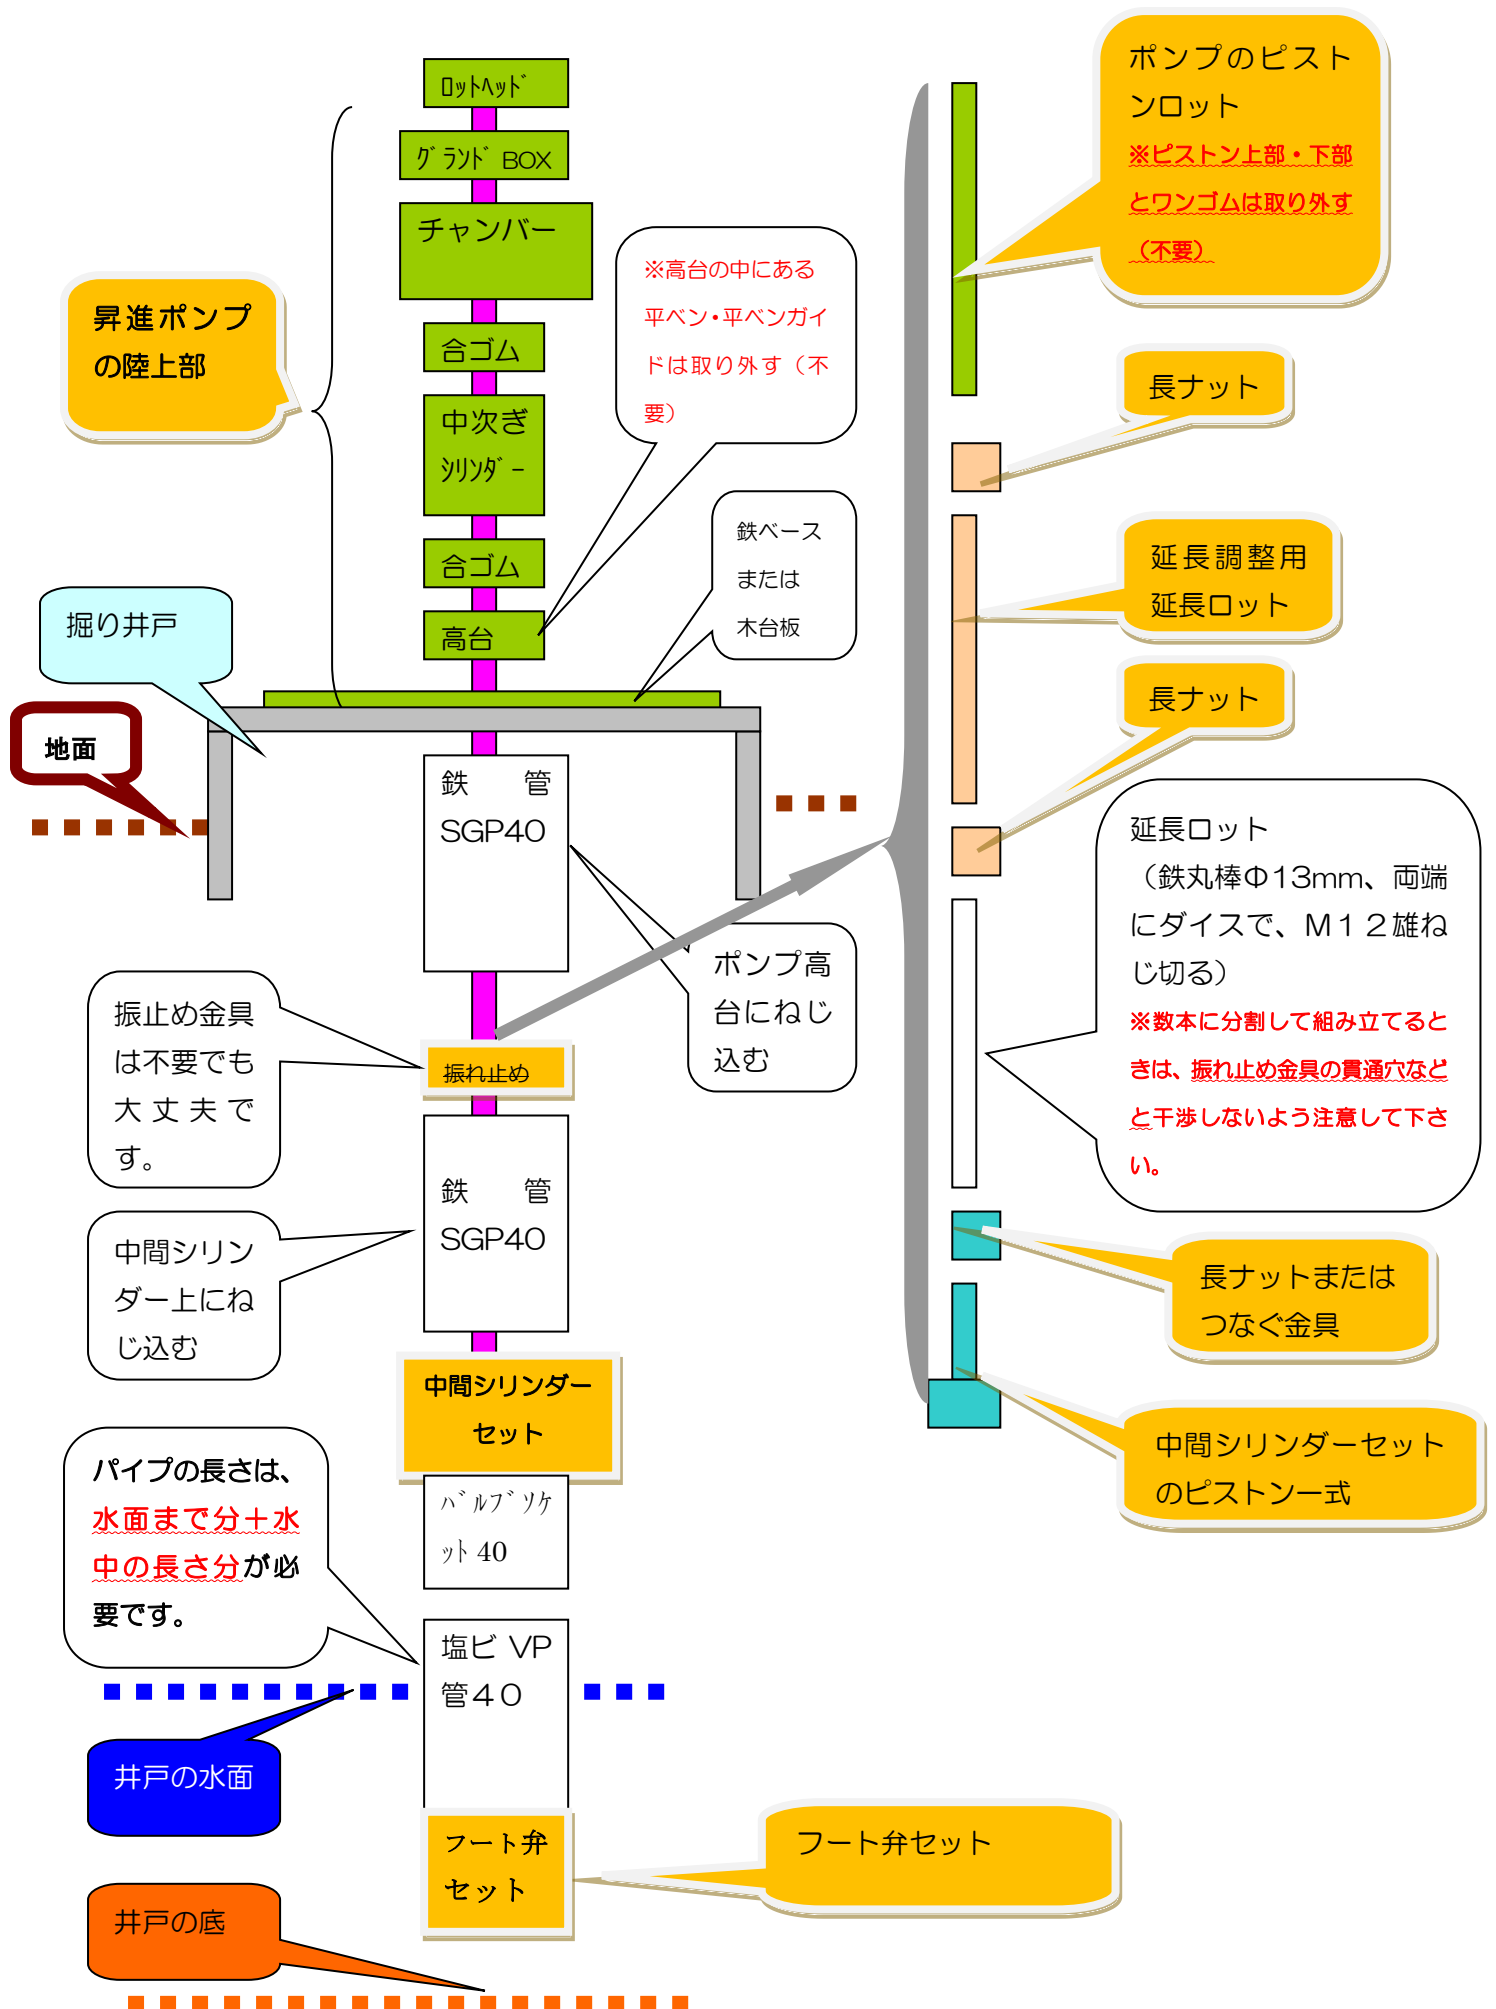 ﾛｯﾄﾍｯﾄﾞ
ｸﾞﾗﾝﾄﾞ BOX
チャンバー
合ゴム
中次ぎ
ｼﾘﾝﾀﾞｰ
合ゴム
高台
昇進ポンプ
の陸上部
※高台の中にある
平ベン・平ベンガイ
ドは取り外す（不
要）
鉄ベース
または
木台板
掘り井戸
地面
鉄　　管
SGP40
ポンプ高
台にねじ
込む
振止め金具
は不要でも
大丈夫で
す。
振れ止め
鉄　　管
SGP40
中間シリン
ダー上にね
じ込む
中間シリンダー
セット
パイプの長さは、
水面まで分＋水
中の長さ分が必
要です。
ﾊﾞﾙﾌﾞｿｹ
ｯﾄ 40
塩ビ VP
管４０
井戸の水面
フート弁
セット
フート弁セット
井戸の底
ポンプのピスト
ンロット
※ピストン上部・下部
とワンゴムは取り外す
（不要）
長ナット
延長調整用
延長ロット
長ナット
延長ロット
（鉄丸棒Φ13mm、両端
にダイスで、Ｍ１２雄ね
じ切る）
※数本に分割して組み立てると
きは、振れ止め金具の貫通穴など
と干渉しないよう注意して下さ
い。
長ナットまたは
つなぐ金具
中間シリンダーセット
のピストン一式